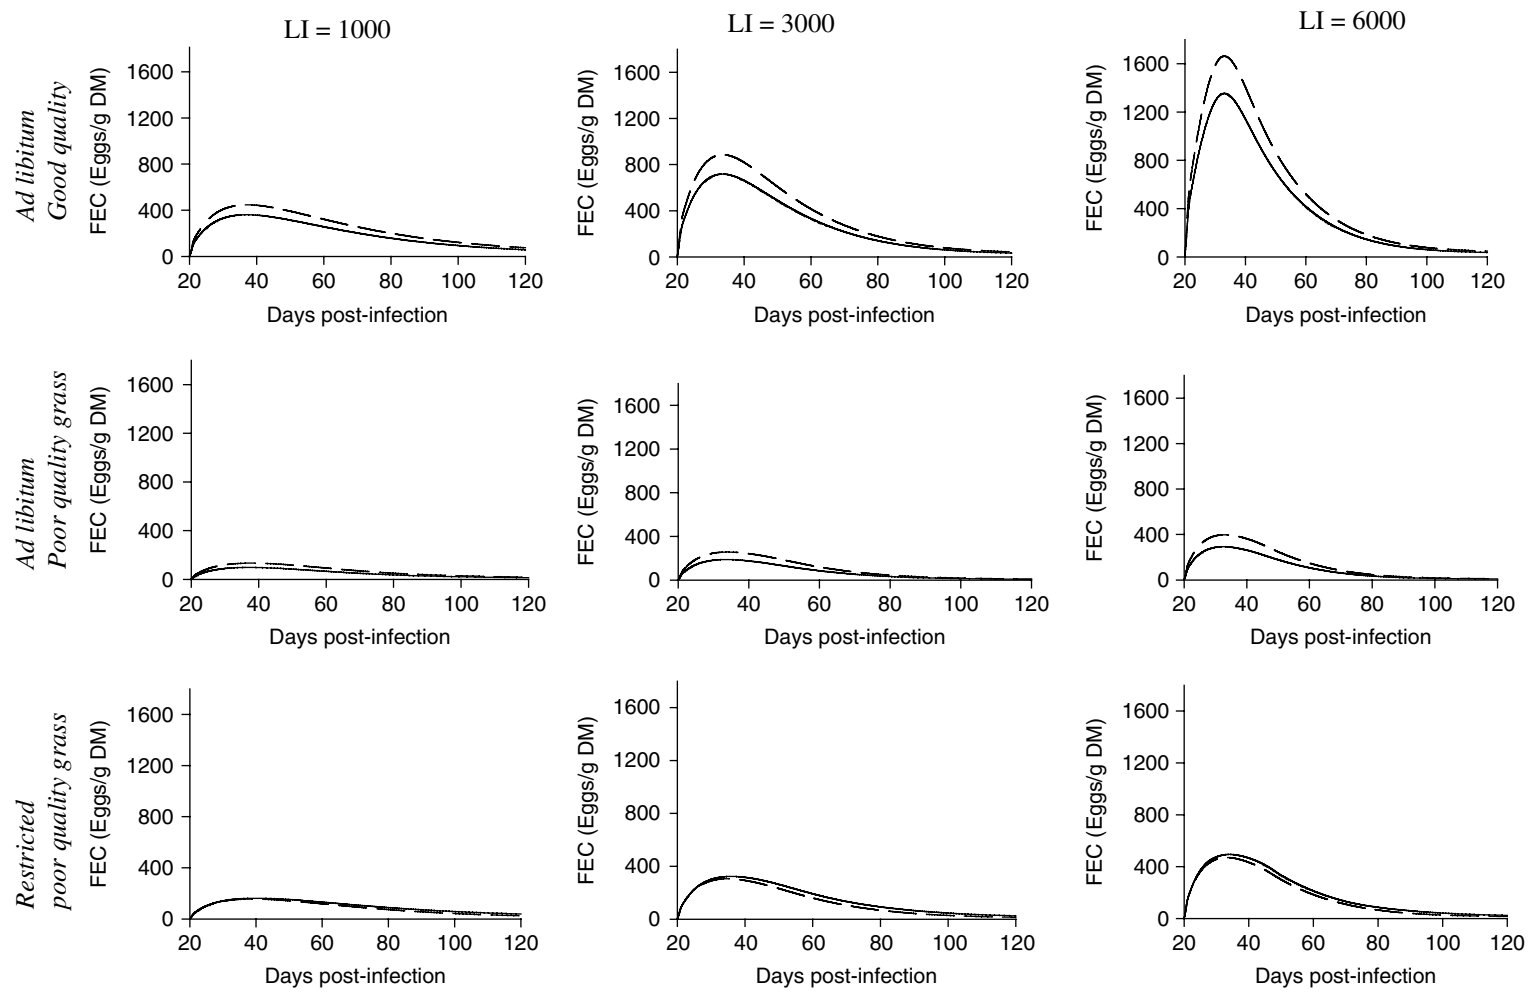 LI = 1000
LI = 3000
LI = 6000
Ad libitum
Good quality
FEC (Eggs/g DM)
1600
1200
800
400
0
20 40 60 80 100 120
Days post-infection
FEC (Eggs/g DM)
1600
1200
800
400
0
20 40 60 80 100 120
Days post-infection
FEC (Eggs/g DM)
1600
1200
800
400
0
20 40 60 80 100 120
Days post-infection
Ad libitum
Poor quality grass
FEC (Eggs/g DM)
1600
1200
800
400
0
20 40 60 80 100 120
Days post-infection
FEC (Eggs/g DM)
1600
1200
800
400
0
20 40 60 80 100 120
Days post-infection
FEC (Eggs/g DM)
1600
1200
800
400
0
20 40 60 80 100 120
Days post-infection
Restricted
poor quality grass
FEC (Eggs/g DM)
1600
1200
800
400
0
20 40 60 80 100 120
Days post-infection
FEC (Eggs/g DM)
1600
1200
800
400
0
20 40 60 80 100 120
Days post-infection
FEC (Eggs/g DM)
1600
1200
800
400
0
20 40 60 80 100 120
Days post-infection